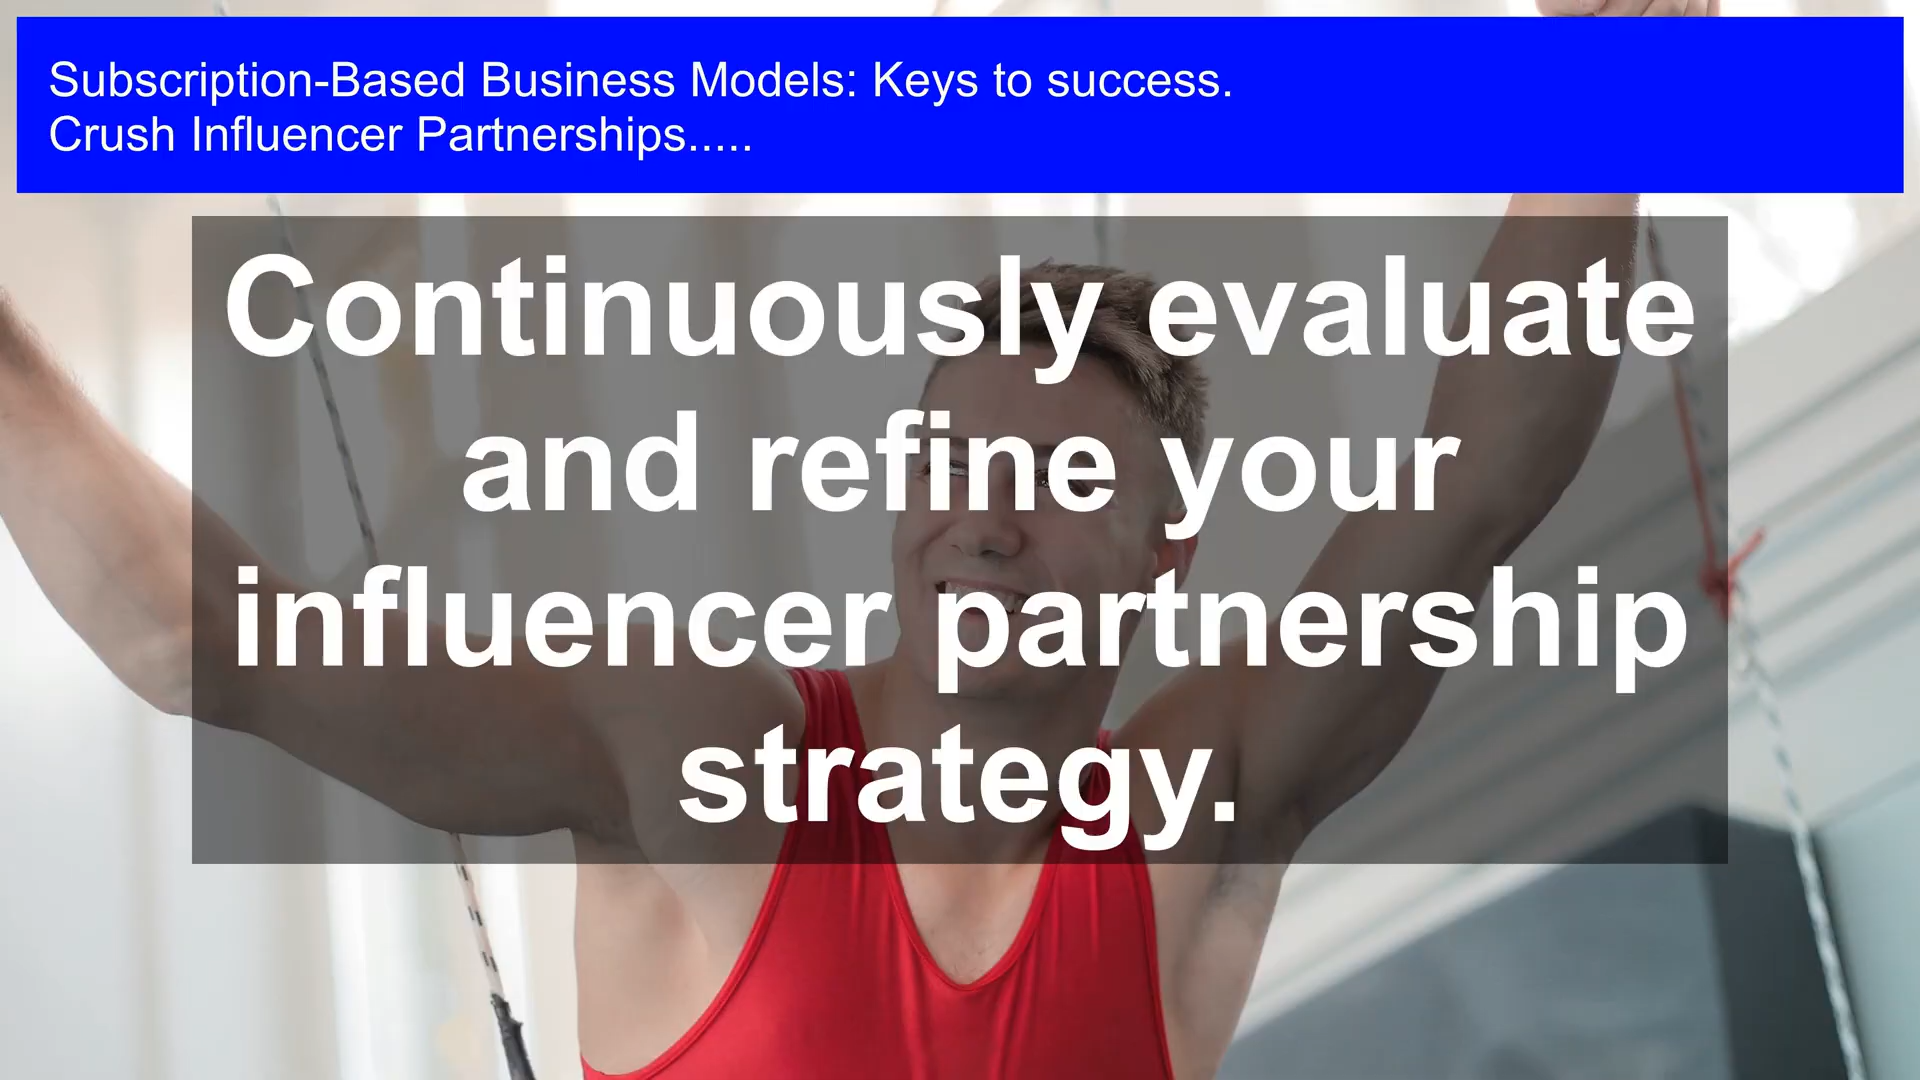 Subscription-Based Business Models: Keys to success.
Crush Influencer Partnerships.....
Continuously evaluate
and refine your
influencer partnership
strategy.